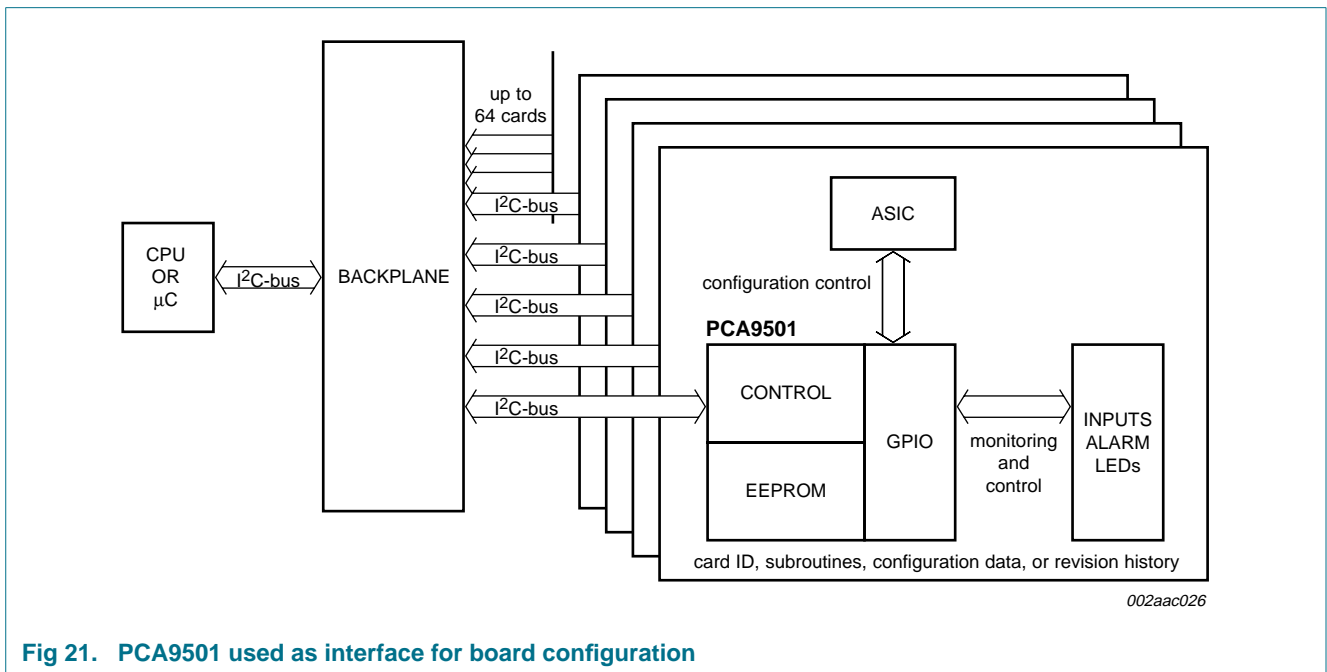 up to
64 cards
I2C-bus
I2C-bus
I2C-bus
I2C-bus
I2C-bus
I2C-bus
CPU
OR
μC
BACKPLANE
ASIC
configuration control
PCA9501
CONTROL
EEPROM
GPIO
monitoring
and
control
INPUTS
ALARM
LEDs
card ID, subroutines, configuration data, or revision history
002aac026
Fig 21. PCA9501 used as interface for board configuration